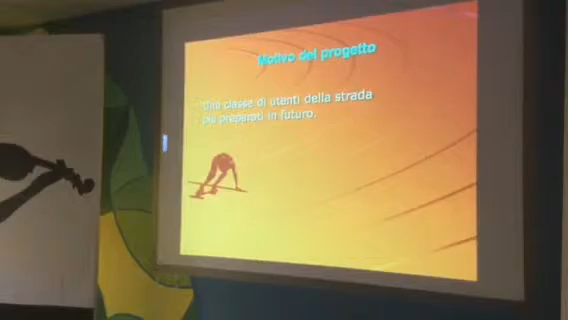 Motivo del progetto
Una classe di utenti della strada
più preparati in futuro.